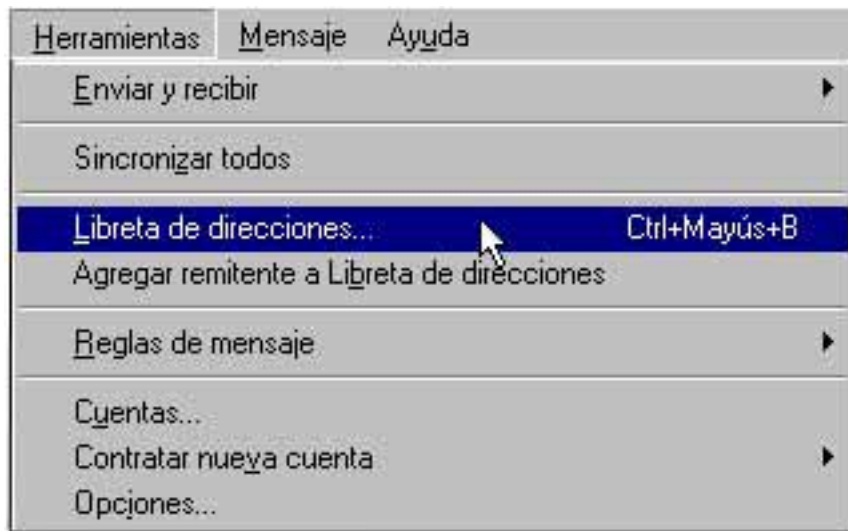 Herramientas Mensaje Ayuda
Enviar y recibir
Sincronizar todos
Libreta de direcciones... Ctrl+Mayús+B
Agregar remitente a Libreta de direcciones
Reglas de mensaje
Cuentas...
Contratar nueva cuenta
Opciones...